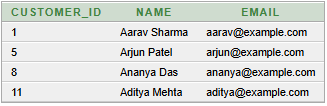 CUSTOMER_ID NAME EMAIL
1 Aarav Sharma aarav@example.com
5 Arjun Patel arjun@example.com
8 Ananya Das ananya@example.com
11 Aditya Mehta aditya@example.com